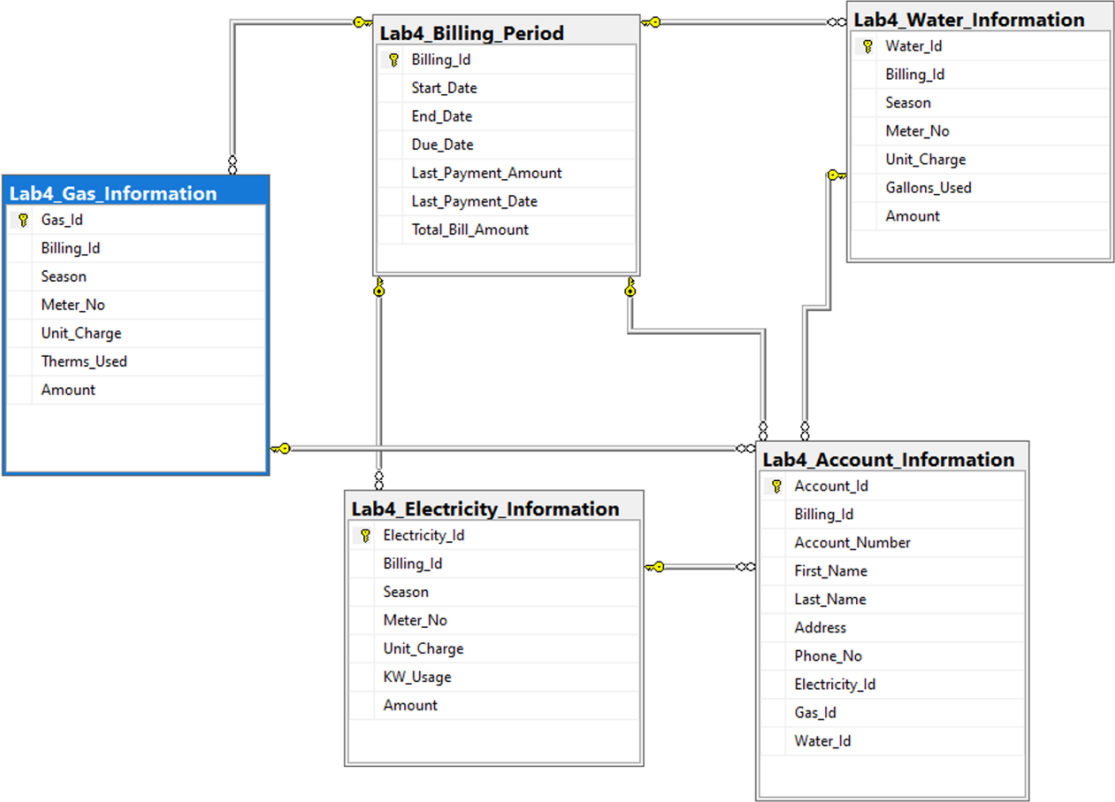 Lab4_Billing_Period
Billing_Id
Start_Date
End_Date
Due_Date
Last_Payment_Amount
Last_Payment_Date
Total_Bill_Amount
Lab4_Water_Information
Water_Id
Billing_Id
Season
Meter_No
Unit_Charge
Gallons_Used
Amount
Lab4_Gas_Information
Gas_Id
Billing_Id
Season
Meter_No
Unit_Charge
Therms_Used
Amount
Lab4_Electricity_Information
Electricity_Id
Billing_Id
Season
Meter_No
Unit_Charge
KW_Usage
Amount
Lab4_Account_Information
Account_Id
Billing_Id
Account_Number
First_Name
Last_Name
Address
Phone_No
Electricity_Id
Gas_Id
Water_Id